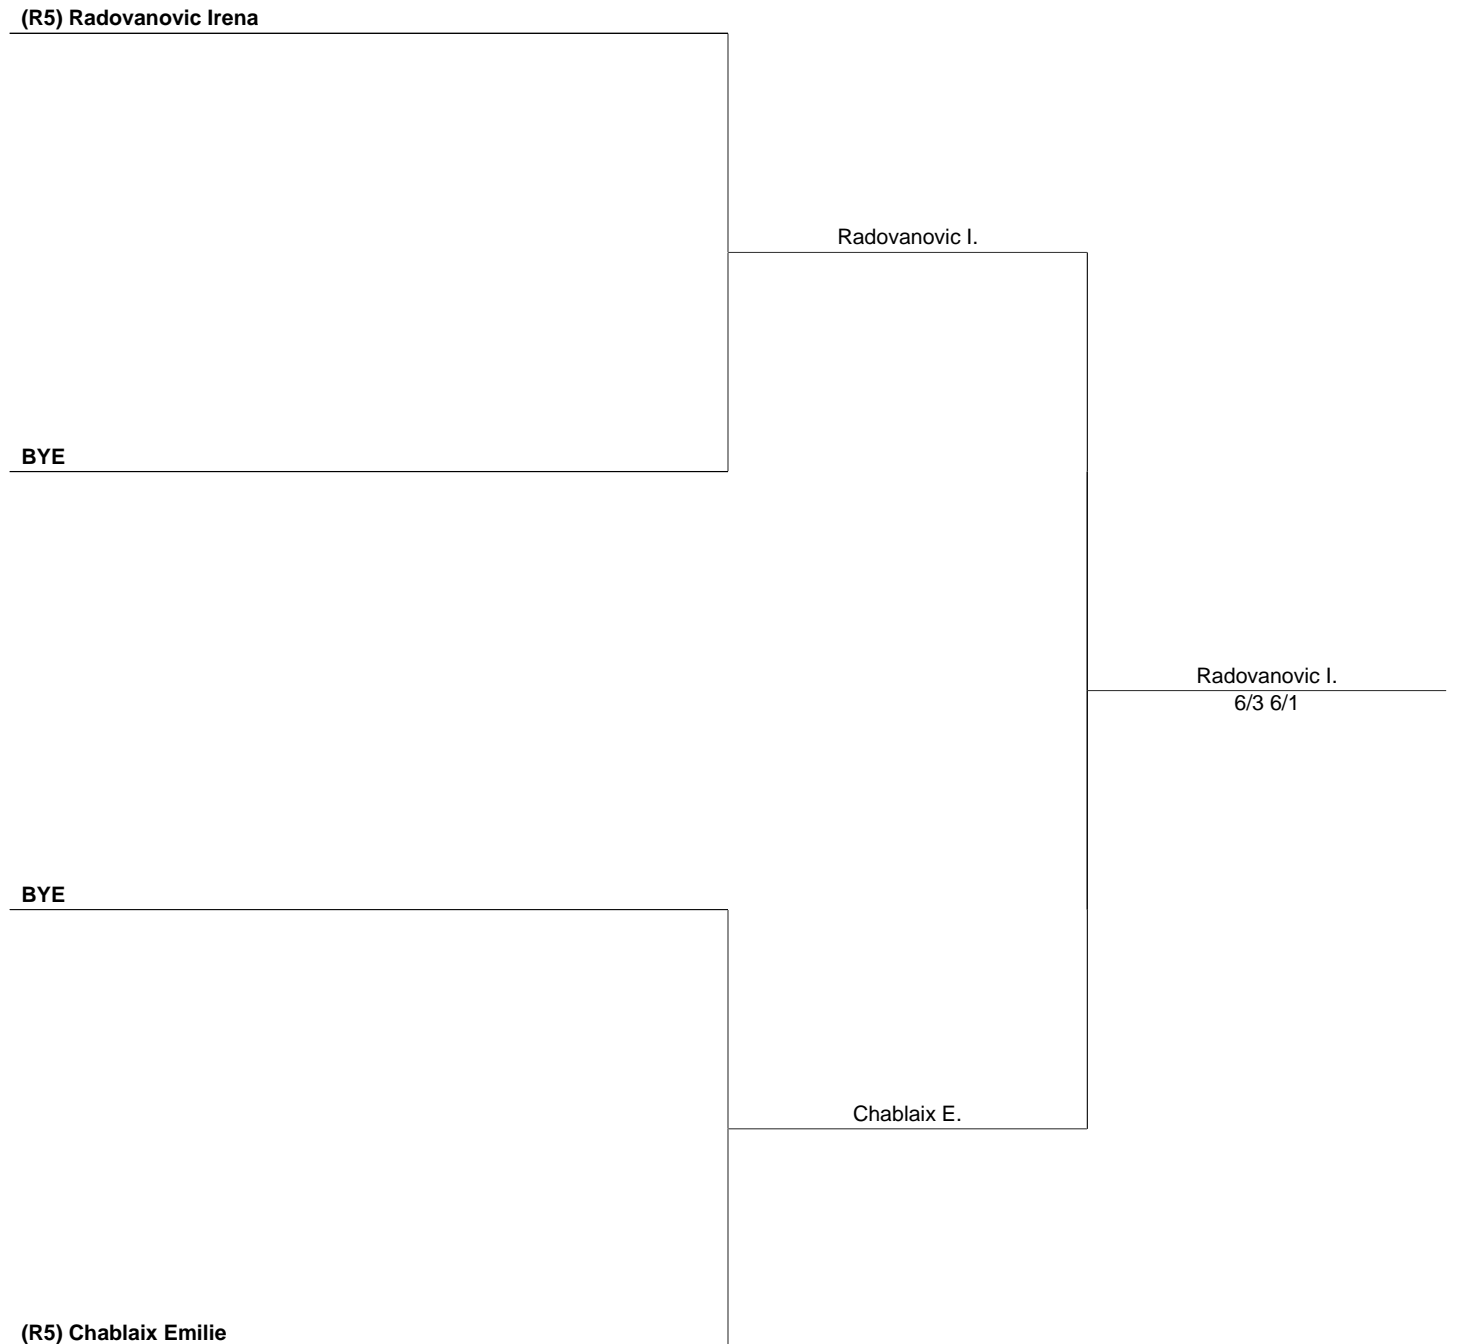 (R5) Radovanovic Irena
Radovanovic I.
BYE
Radovanovic I.
6/3 6/1
BYE
Chablaix E.
(R5) Chablaix Emilie